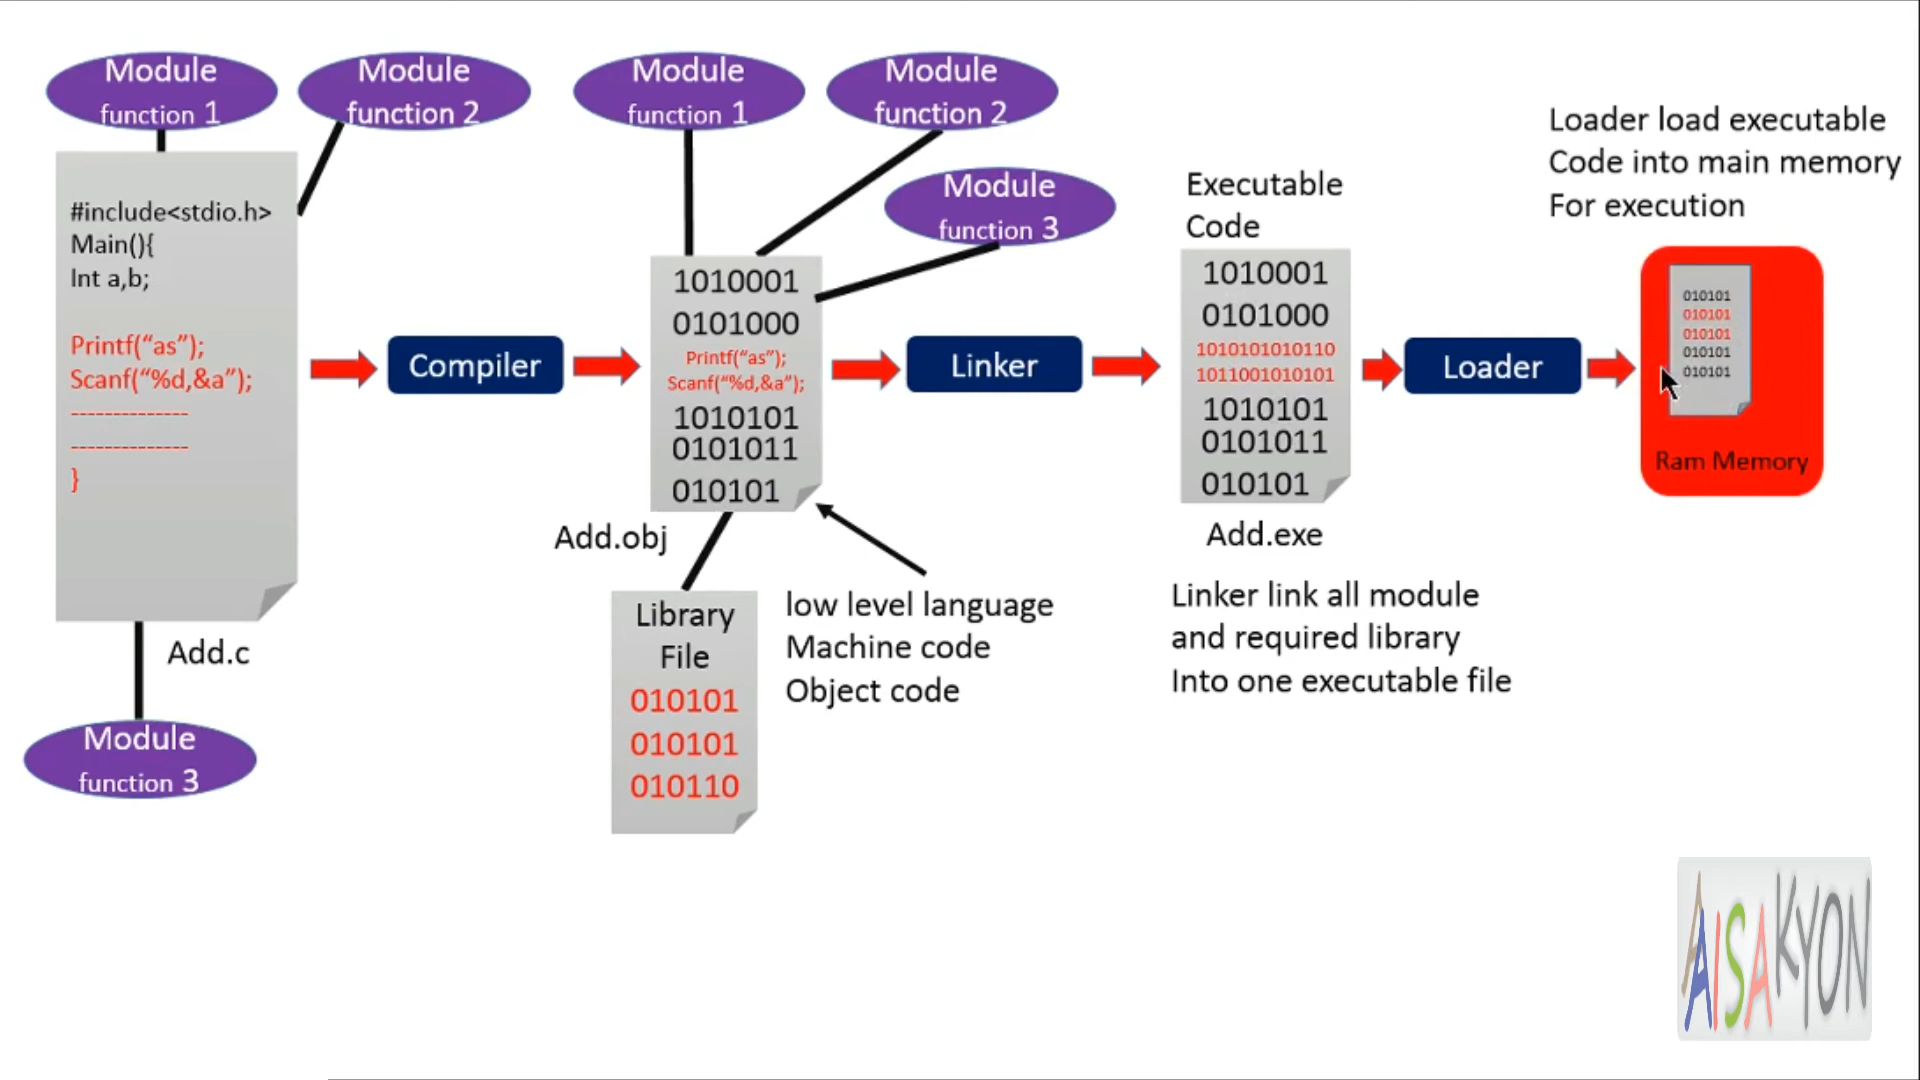 Module
function 1
Module
function 2
#include<stdio.h>
Main(){
Int a,b;
Printf(“as”);
Scanf(“%d,&a”);
--------------
--------------
}
Add.c
Module
function 3
Compiler
Module
function 1
Module
function 2
Module
function 3
1010001
0101000
Printf(“as”);
Scanf(“%d,&a”);
1010101
0101011
010101
Add.obj
Library
File
010101
010101
010110
low level language
Machine code
Object code
Linker
Executable
Code
1010001
0101000
1010101010110
1011001010101
1010101
0101011
010101
Add.exe
Linker link all module
and required library
Into one executable file
Loader
Loader load executable
Code into main memory
For execution
010101
010101
010101
010101
010101
Ram Memory
AISAKYON